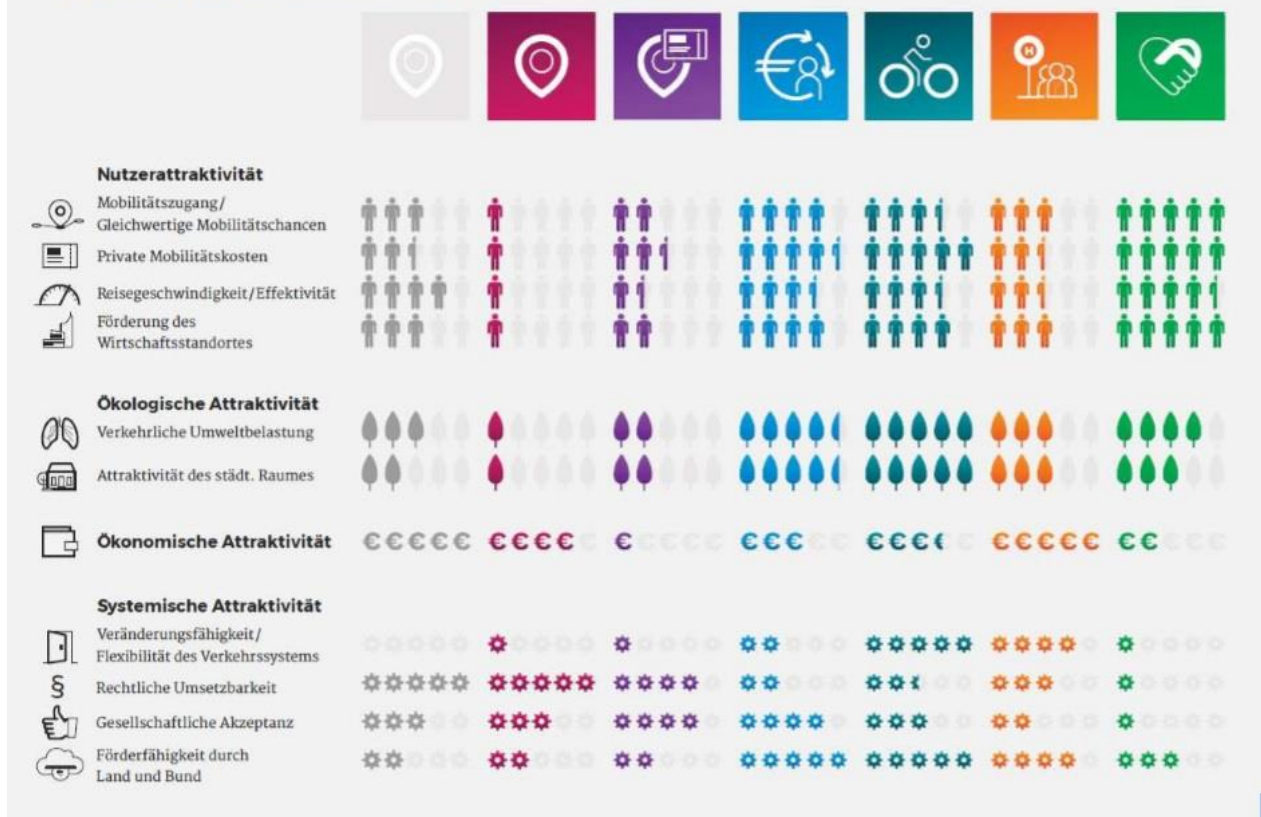 H
Nutzerattraktivität
Mobilitätszugang/
Gleichwertige Mobilitätschancen
Private Mobilitätskosten
Reisegeschwindigkeit/Effektivität
Förderung des
Wirtschaftsstandortes
Ökologische Attraktivität
Verkehrliche Umweltbelastung
Attraktivität des städt. Raumes
Ökonomische Attraktivität €€€€€ €€€€€ €€€€€ €€€€€ €€€€€ €€€€€ €€€€€
Systemische Attraktivität
Veränderungsfähigkeit/
Flexibilität des Verkehrssystems
§ Rechtliche Umsetzbarkeit
Gesellschaftliche Akzeptanz
Förderfähigkeit durch
Land und Bund